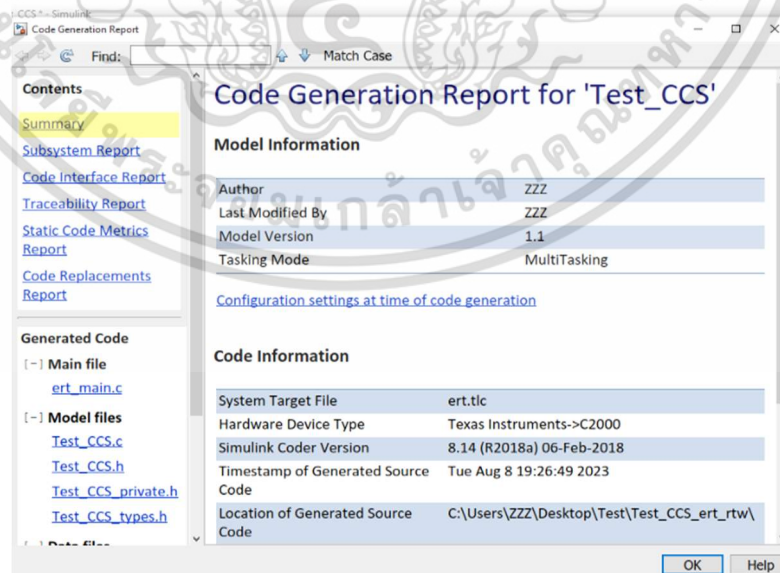 CCS * - Simulink
Code Generation Report
Find:
Match Case
Contents
Summary
Subsystem Report
Code Interface Report
Traceability Report
Static Code Metrics
Report
Code Replacements
Report
Generated Code
[-] Main file
ert_main.c
[-] Model files
Test_CCS.c
Test_CCS.h
Test_CCS_private.h
Test_CCS_types.h
[-] Data files
Code Generation Report for 'Test_CCS'
Model Information
Author ZZZ
Last Modified By ZZZ
Model Version 1.1
Tasking Mode MultiTasking
Configuration settings at time of code generation
Code Information
System Target File ert.tlc
Hardware Device Type Texas Instruments->C2000
Simulink Coder Version 8.14 (R2018a) 06-Feb-2018
Timestamp of Generated Source Tue Aug 8 19:26:49 2023
Code
Location of Generated Source C:\Users\ZZZ\Desktop\Test\Test_CCS_ert_rtw\
Code
OK Help